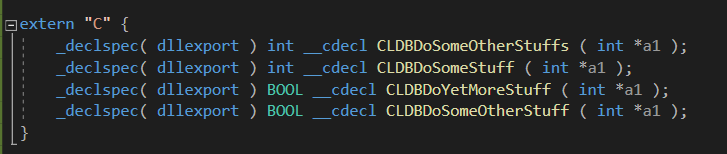 extern "C" {
_declspec( dllexport ) int __cdecl CLDBDoSomeOtherStuffs ( int *a1 );
_declspec( dllexport ) int __cdecl CLDBDoSomeStuff ( int *a1 );
_declspec( dllexport ) BOOL __cdecl CLDBDoYetMoreStuff ( int *a1 );
_declspec( dllexport ) BOOL __cdecl CLDBDoSomeOtherStuff ( int *a1 );
}